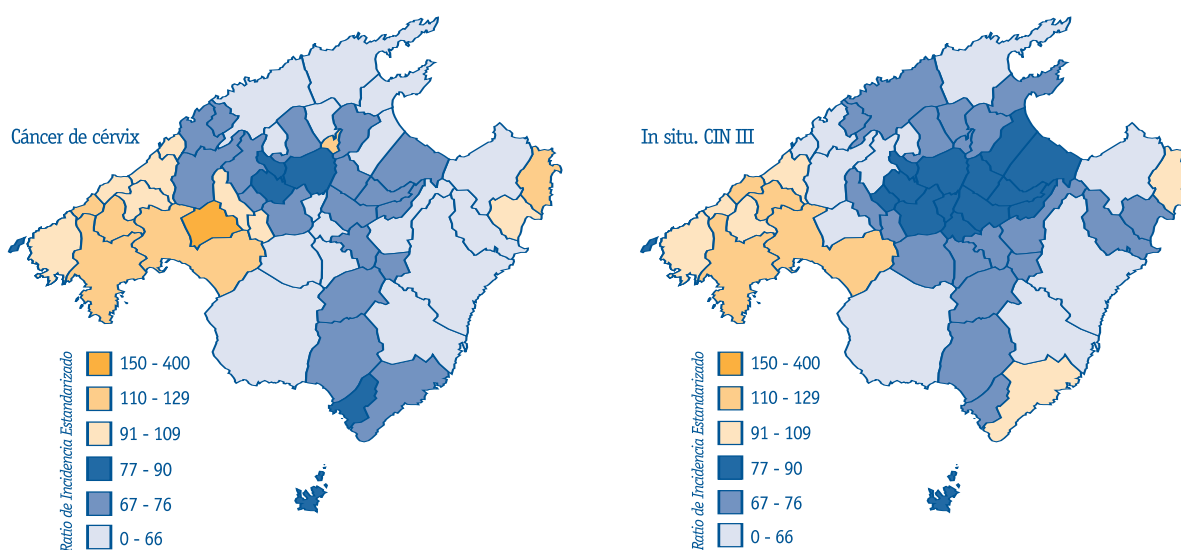 Cáncer de cérvix
Ratio de Incidencia Estandarizado
150 - 400
110 - 129
91 - 109
77 - 90
67 - 76
0 - 66
In situ. CIN III
Ratio de Incidencia Estandarizado
150 - 400
110 - 129
91 - 109
77 - 90
67 - 76
0 - 66